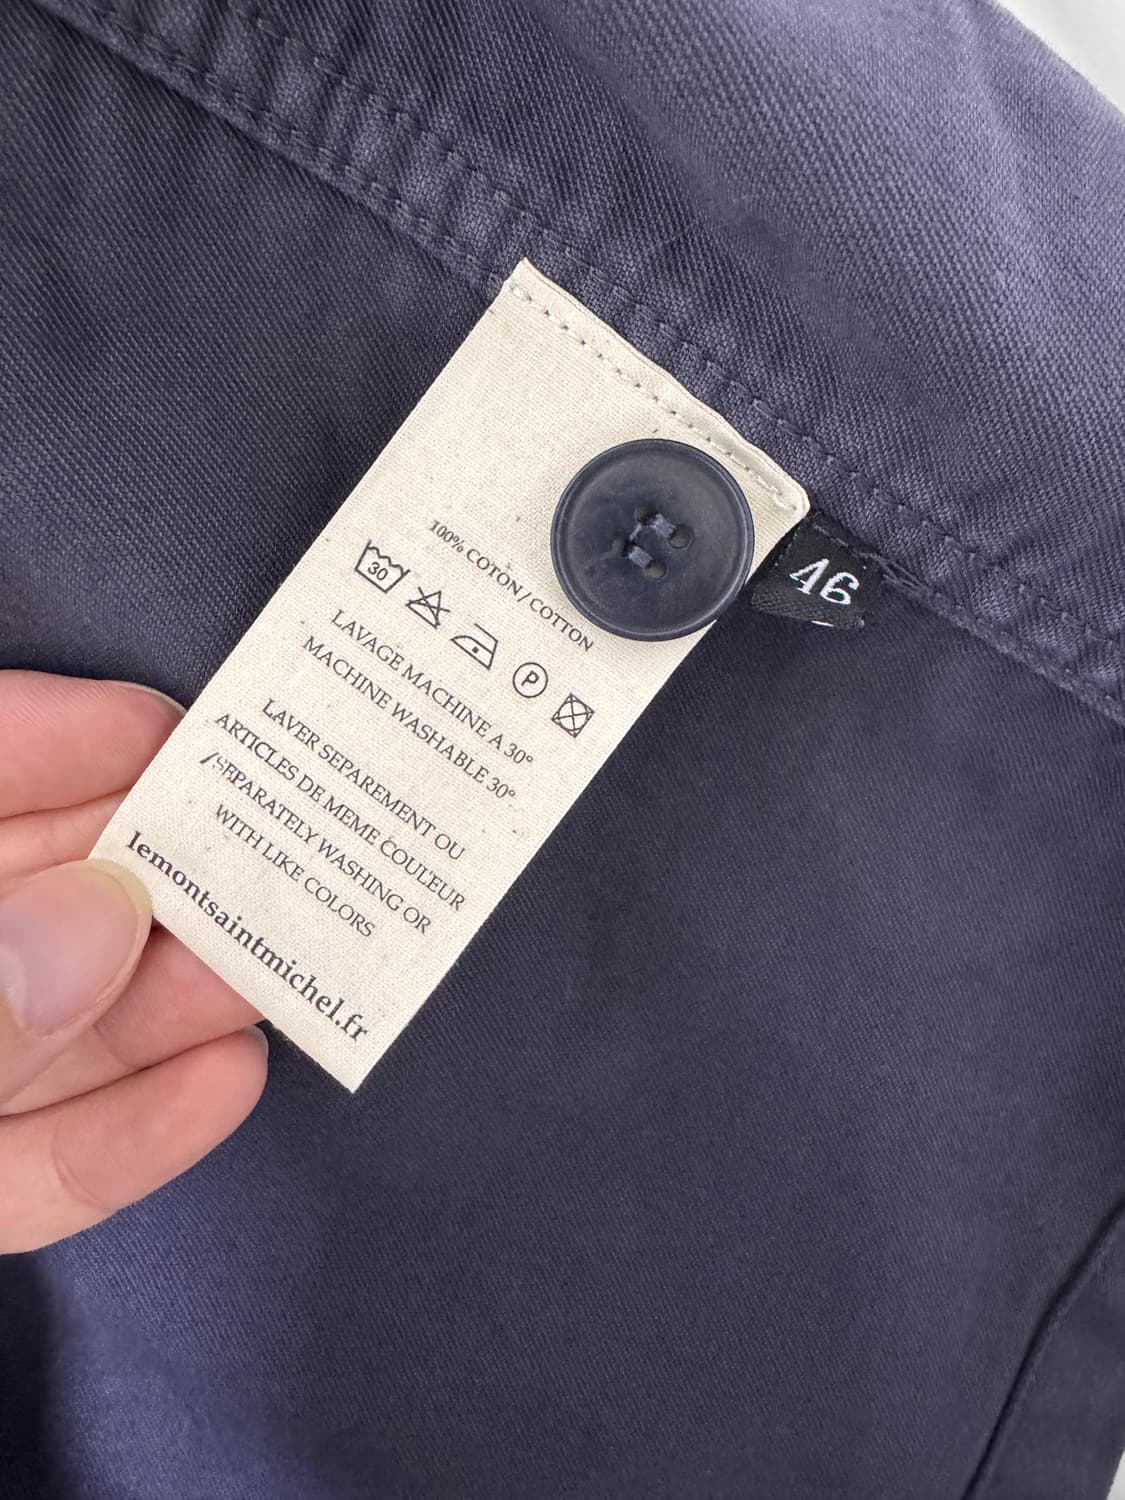 100% COTON / COTTON
30
P
LAVAGE MACHINE A 30°
MACHINE WASHABLE 30°
LAVER SEPAREMENT OU
ARTICLES DE MEME COULEUR
/SEPARATELY WASHING OR
WITH LIKE COLORS
lemontsaintmichel.fr
46